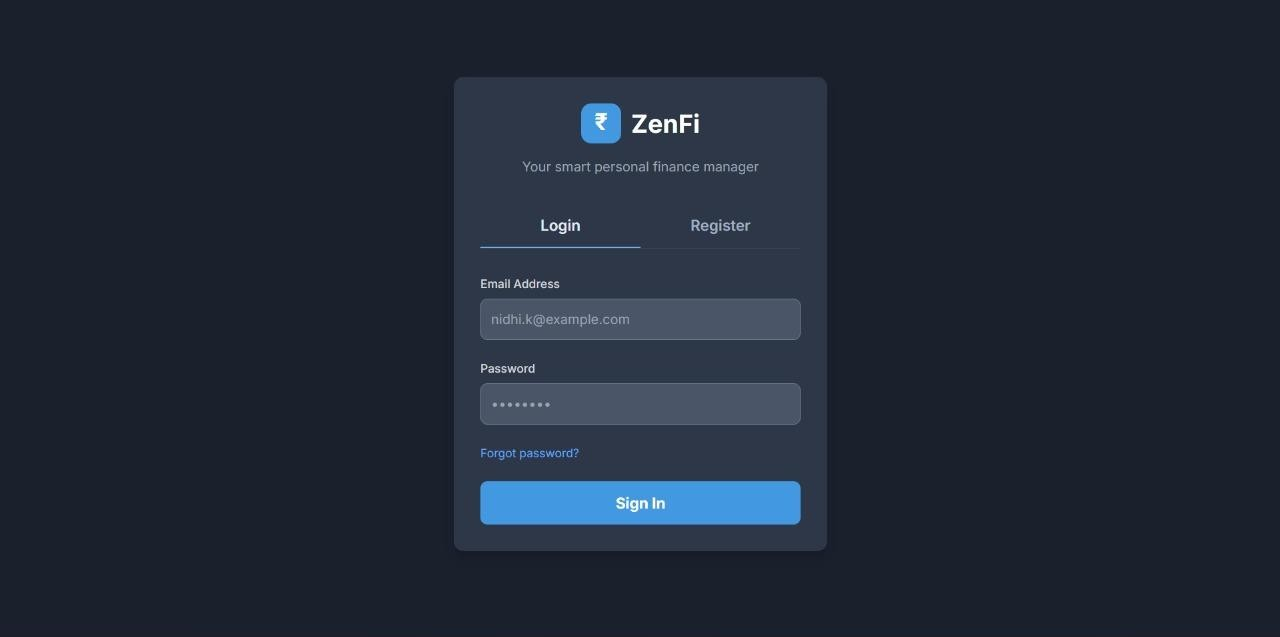 ₹ ZenFi
Your smart personal finance manager
Login Register
Email Address
nidhi.k@example.com
Password
••••••••
Forgot password?
Sign In